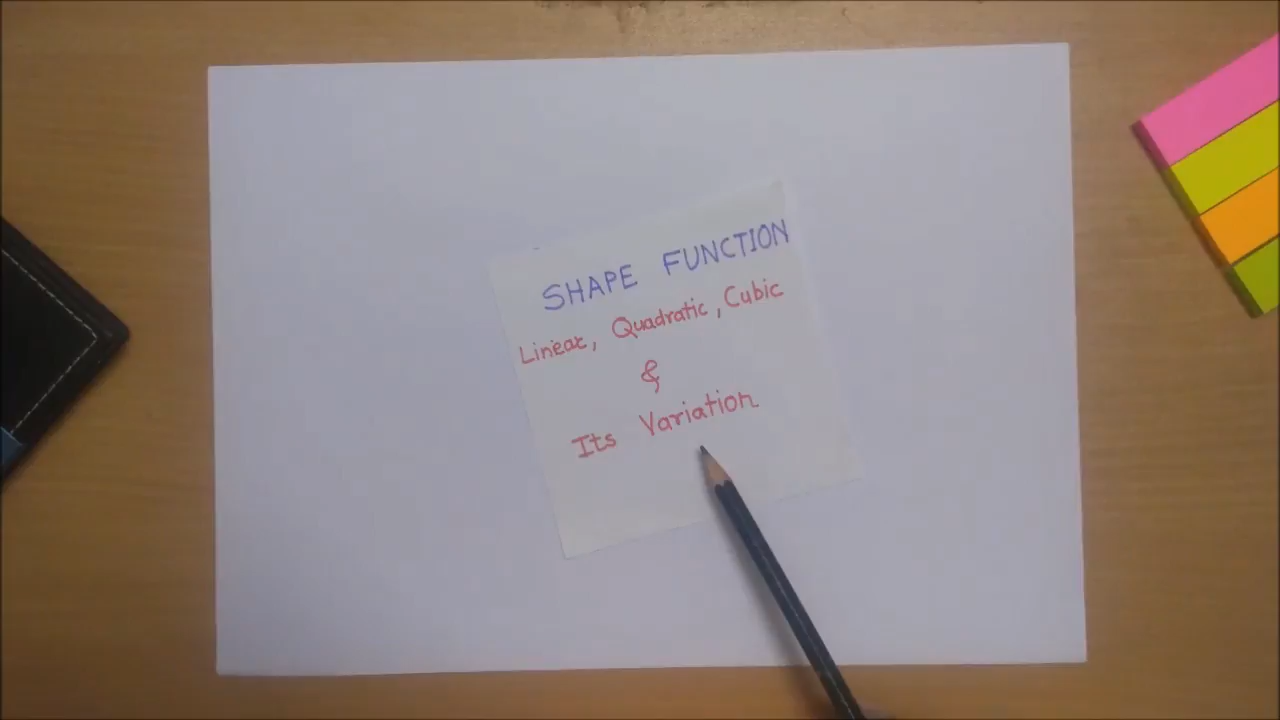 SHAPE FUNCTION
Linear, Quadratic, Cubic
&
Its Variation